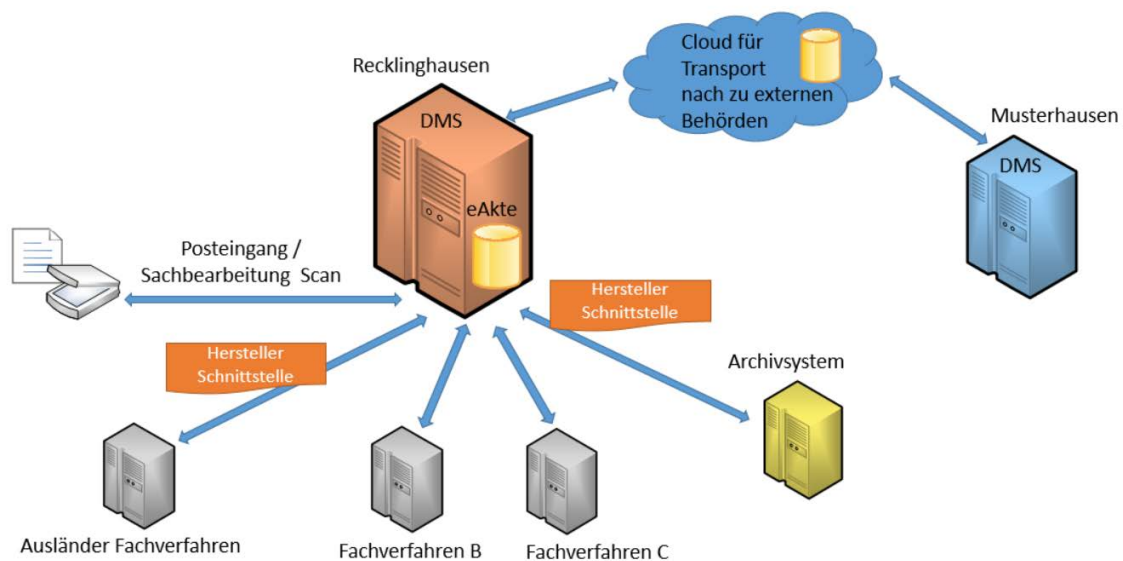 Recklinghausen
DMS
eAkte
Cloud für
Transport
nach zu externen
Behörden
Musterhausen
DMS
Posteingang /
Sachbearbeitung Scan
Hersteller
Schnittstelle
Hersteller
Schnittstelle
Archivsystem
Ausländer Fachverfahren
Fachverfahren B
Fachverfahren C